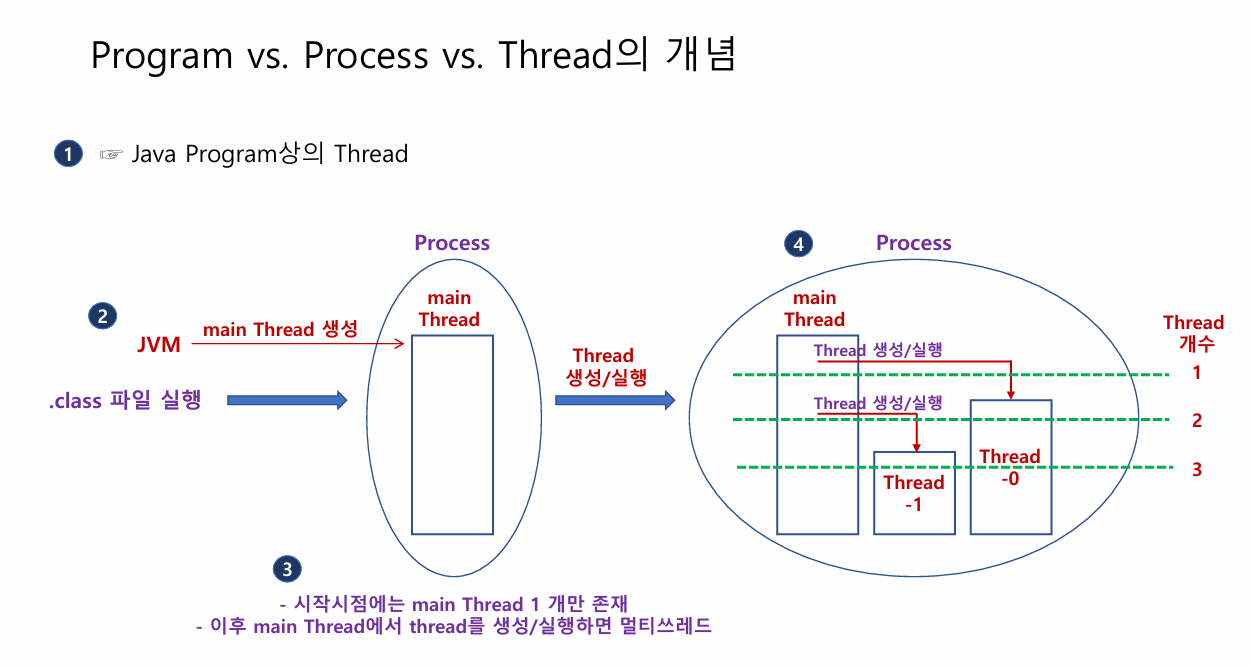 Program vs. Process vs. Thread의 개념
1 ☞ Java Program상의 Thread
2
JVM
main Thread 생성
.class 파일 실행
Process
main
Thread
Thread
생성/실행
3
- 시작시점에는 main Thread 1 개만 존재
- 이후 main Thread에서 thread를 생성/실행하면 멀티쓰레드
4
Process
main
Thread
Thread 생성/실행
Thread 생성/실행
Thread
-1
Thread
-0
Thread
개수
1
2
3